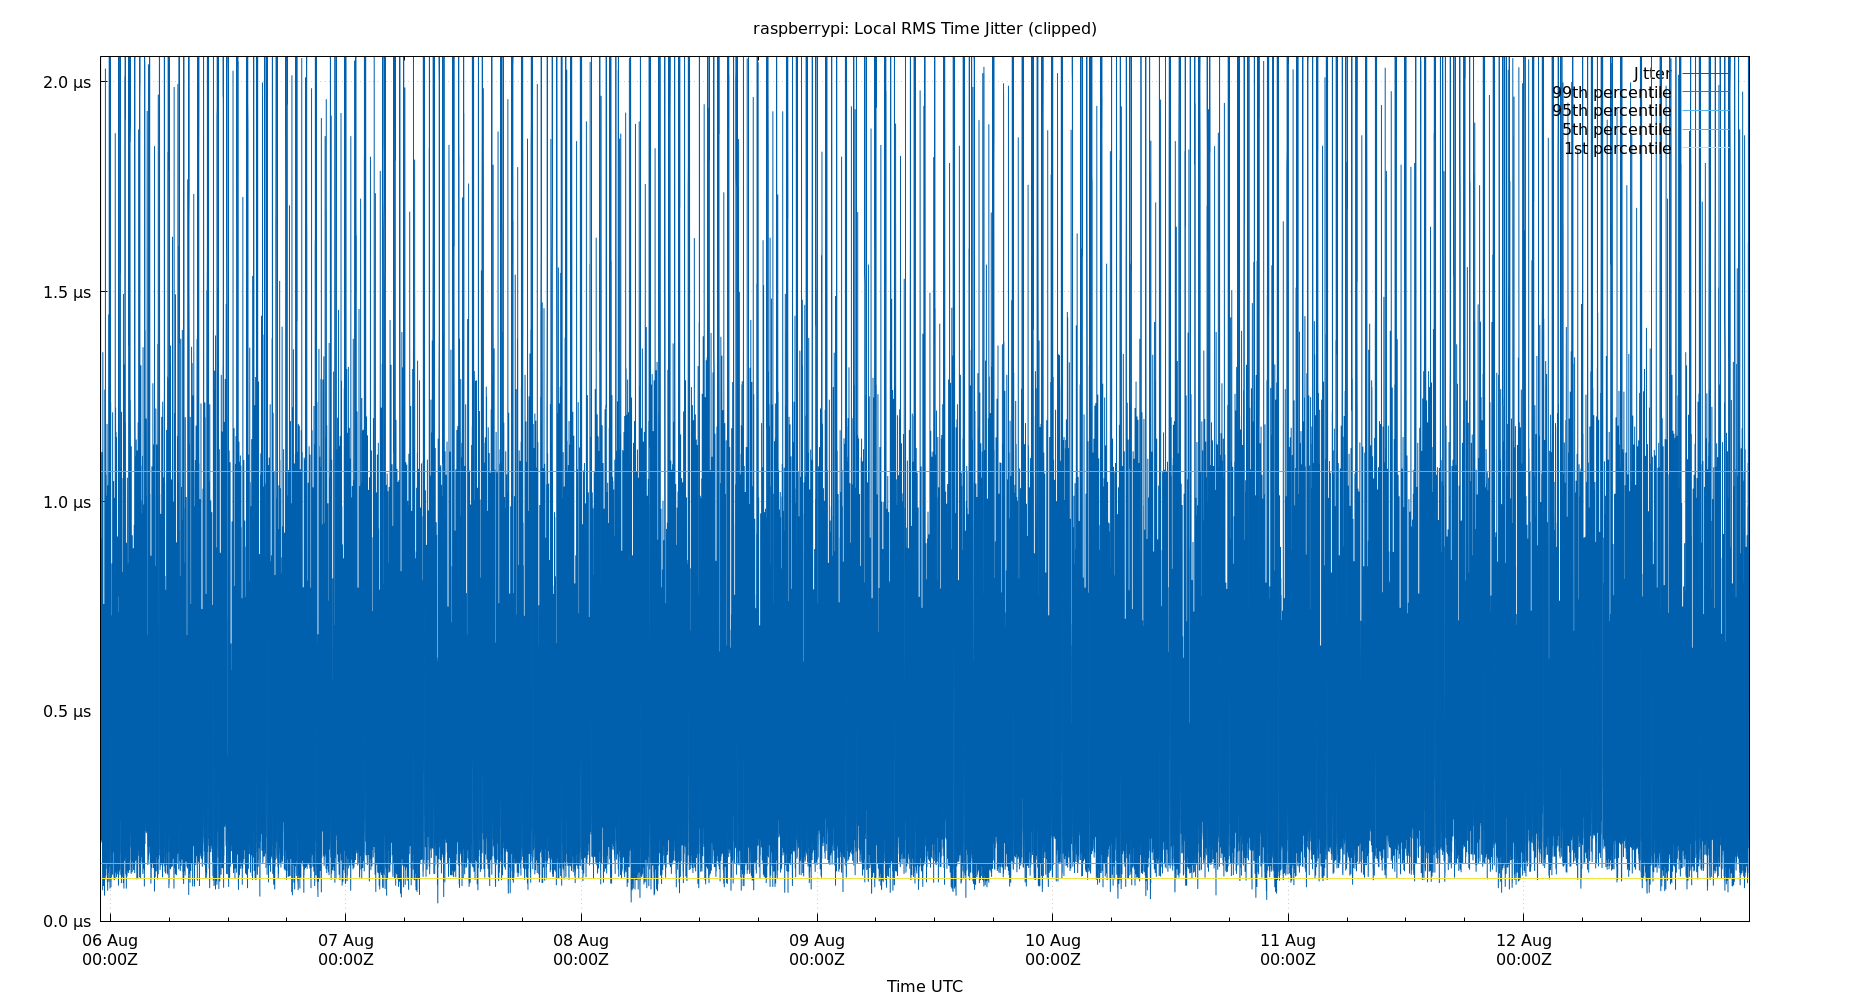 raspberrypi: Local RMS Time Jitter (clipped)
2.0 µs
1.5 µs
1.0 µs
0.5 µs
0.0 µs
Jitter
99th percentile
95th percentile
5th percentile
1st percentile
06 Aug 07 Aug 08 Aug 09 Aug 10 Aug 11 Aug 12 Aug
00:00Z 00:00Z 00:00Z 00:00Z 00:00Z 00:00Z 00:00Z
Time UTC